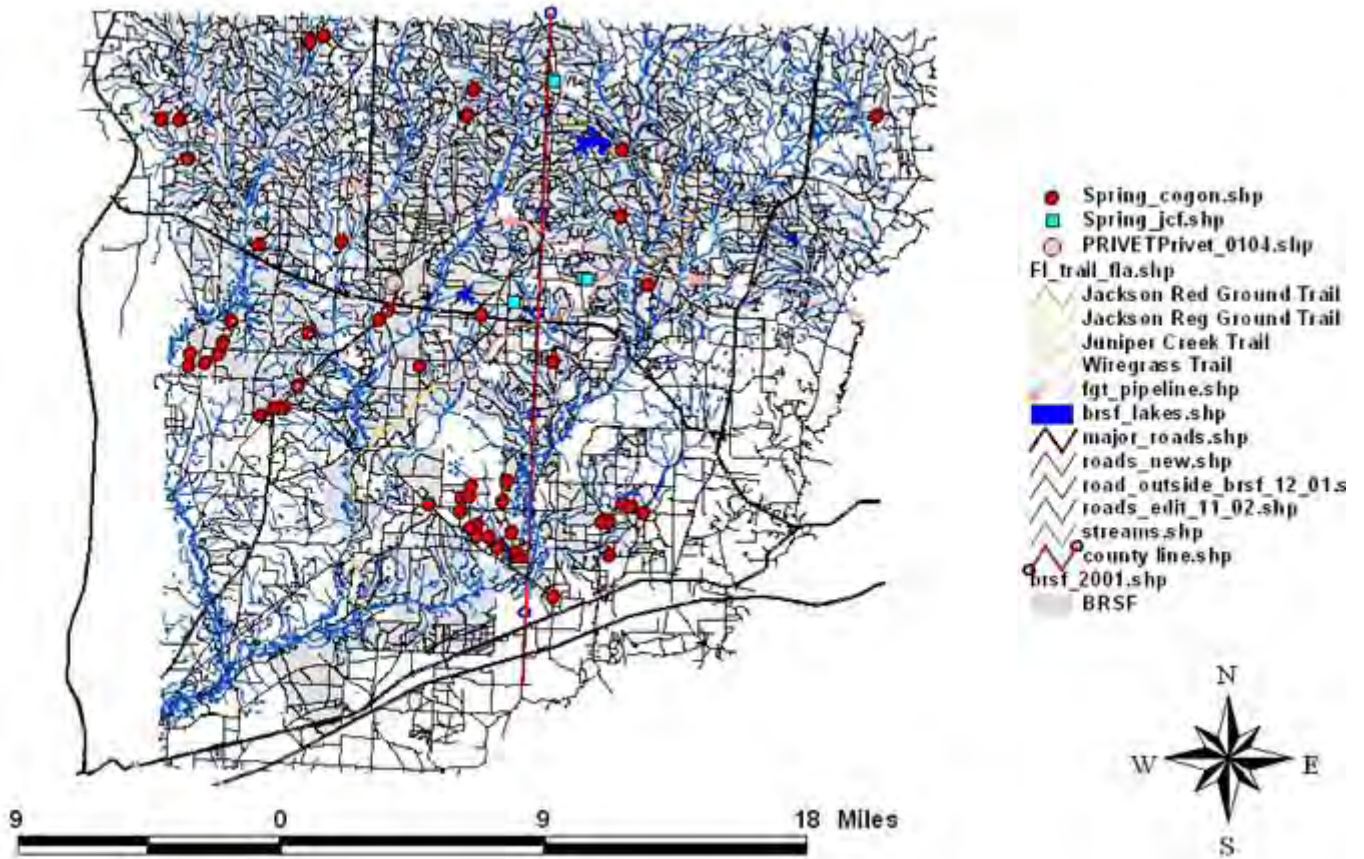 Spring_cogon.shp
Spring_jcf.shp
PRIVETPrivet_0104.shp
Fl_trail_fla.shp
Jackson Red Ground Trail
Jackson Reg Ground Trail
Juniper Creek Trail
Wiregrass Trail
fgt_pipeline.shp
brsf_lakes.shp
major_roads.shp
roads_new.shp
road_outside_brsf_12_01.s
roads_edit_11_02.shp
streams.shp
county line.shp
brsf_2001.shp
BRSF
N
W E
S
9 0 9 18 Miles